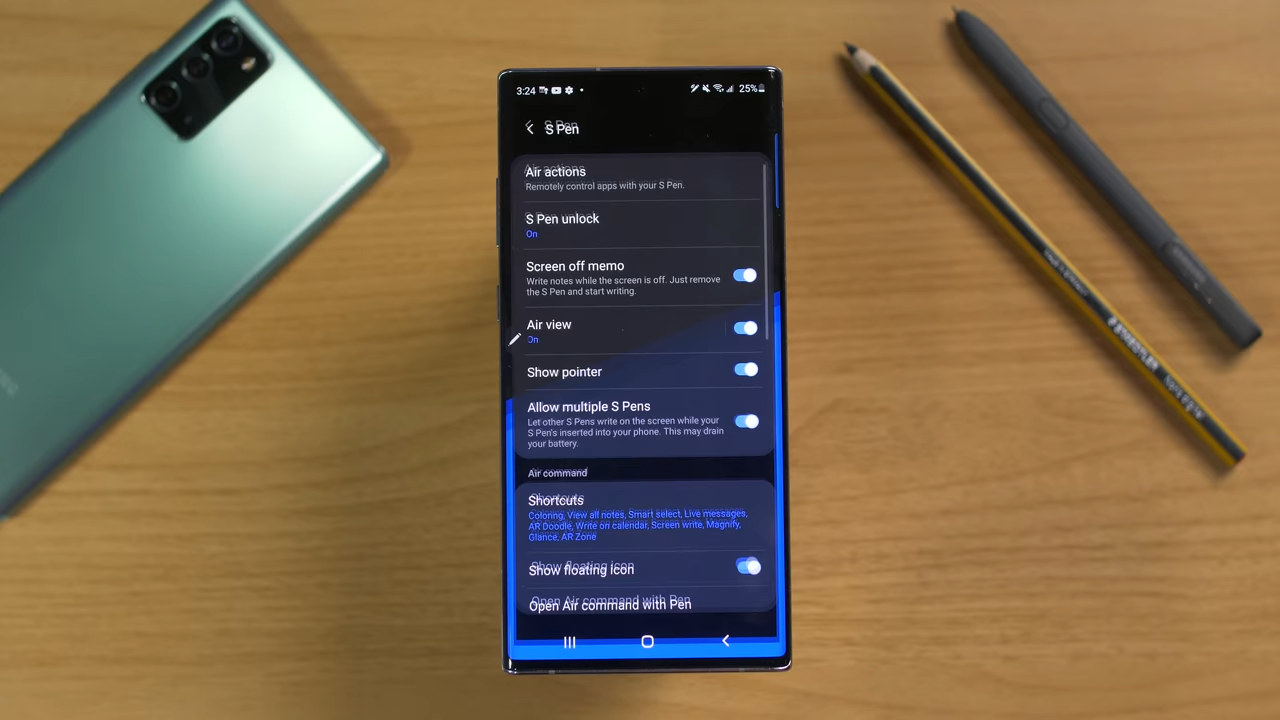 3:24
25%
S Pen
Air actions
Remotely control apps with your S Pen.
S Pen unlock
On
Screen off memo
Write notes while the screen is off. Just remove
the S Pen and start writing.
Air view
On
Show pointer
Allow multiple S Pens
Let other S Pens write on the screen while your
S Pen's inserted into your phone. This may drain
your battery.
Air command
Shortcuts
Coloring, View all notes, Smart select, Live messages,
AR Doodle, Write on calendar, Screen write, Magnify,
Glance, AR Zone
Show floating icon
Open Air command with Pen
STAEDTLER